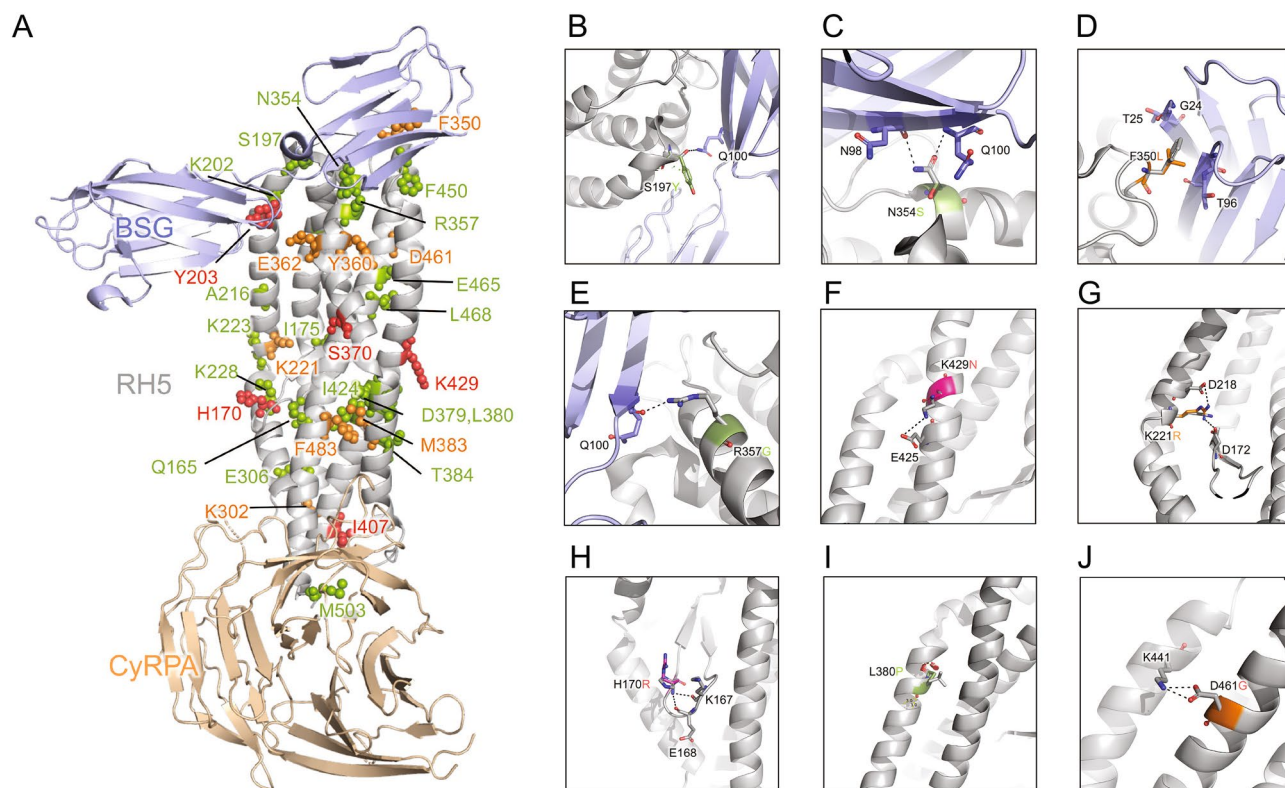 A
N354
F350
S197
K202
F450
R357
BSG
Y203
E362
Y360
D461
A216
E465
L468
K223
I175
S370
K221
RH5
K429
K228
I424
H170
D379,L380
F483
M383
Q165
E306
T384
K302
I407
M503
CyRPA
B
Q100
S197Y
C
N98
Q100
N354S
D
G24
T25
F350L
T96
E
Q100
R357G
F
K429N
E425
G
D218
K221R
D172
H
H170R
K167
E168
I
L380P
J
K441
D461G